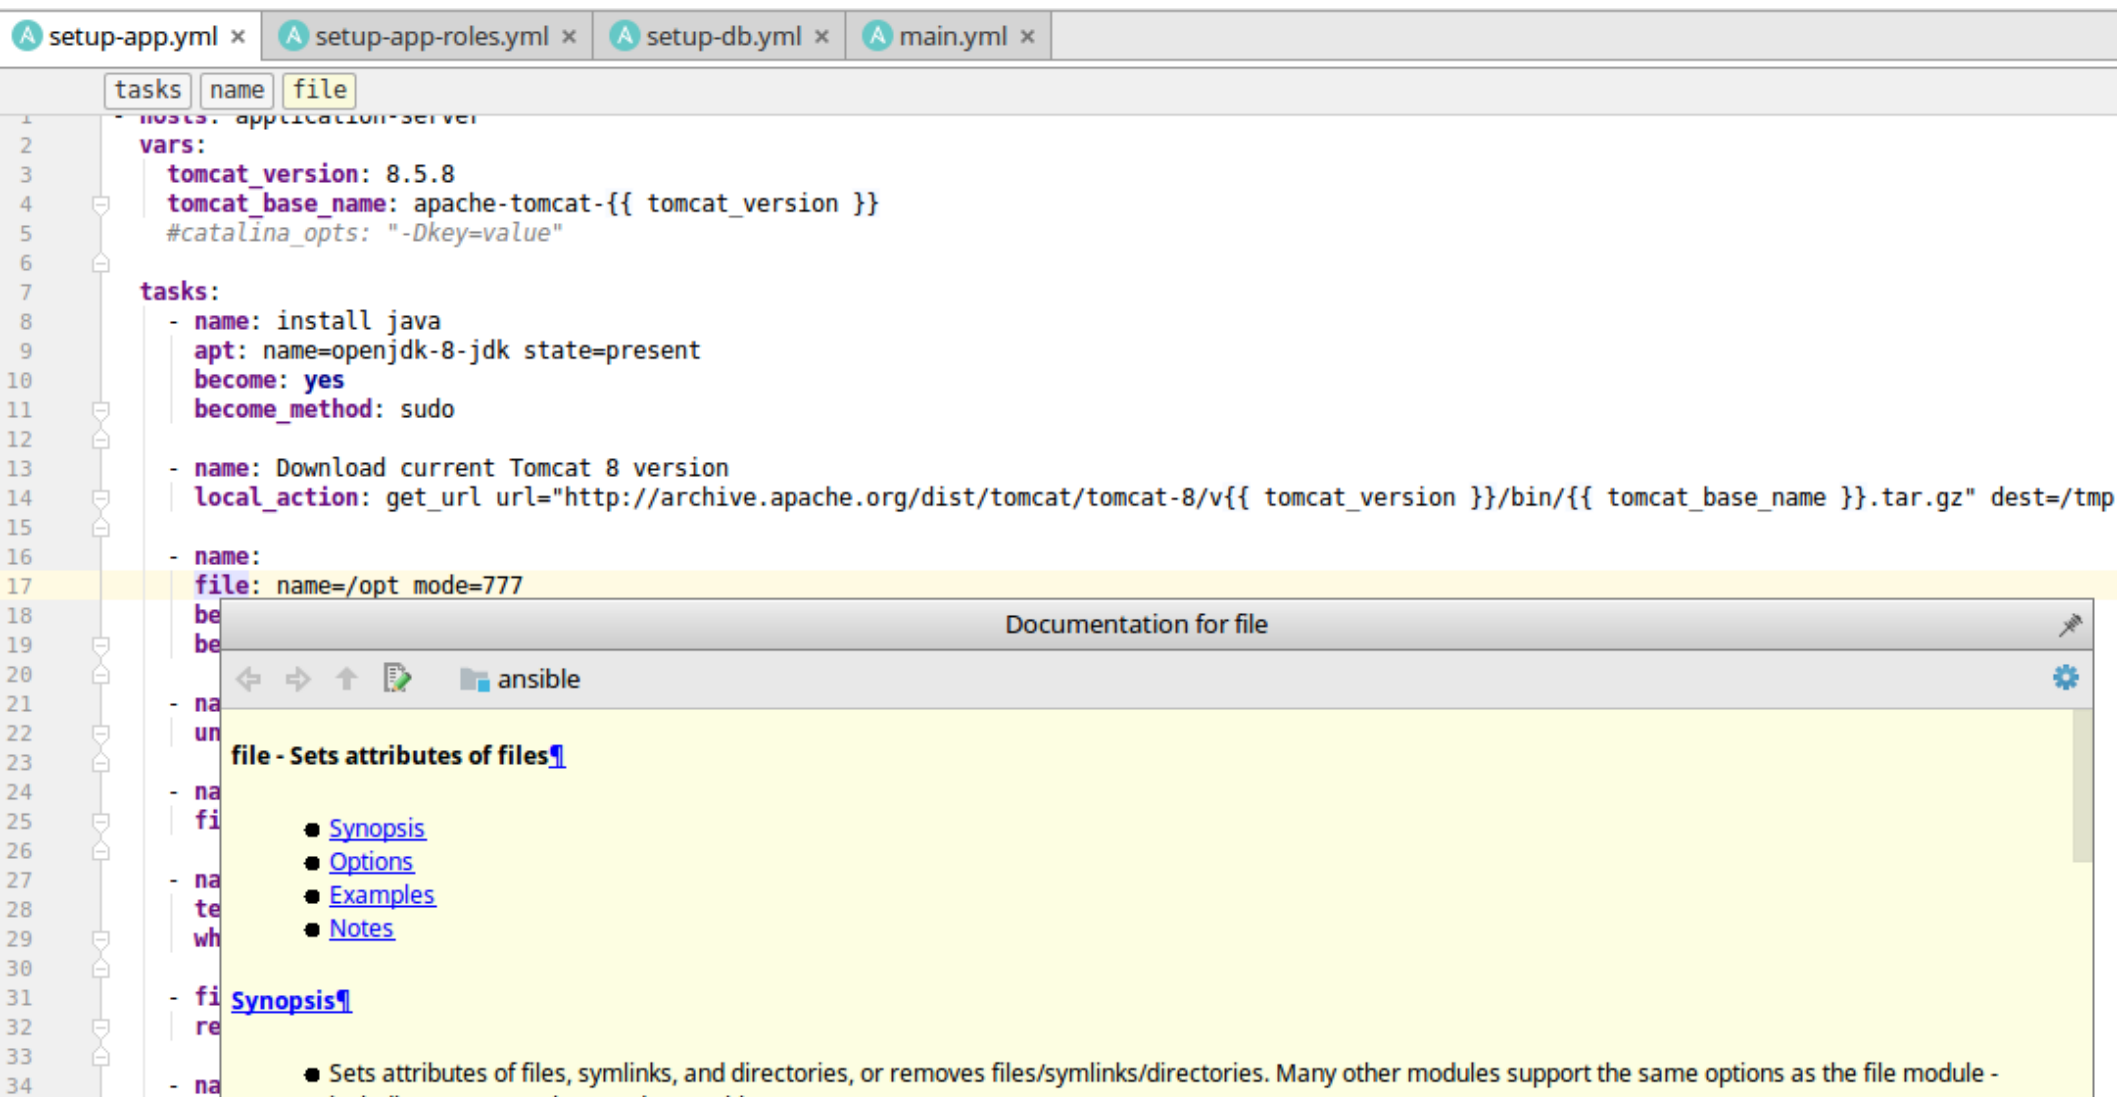 setup-app.yml × setup-app-roles.yml × setup-db.yml × main.yml ×
tasks name file
1 - hosts: application-server
2 vars:
3 tomcat_version: 8.5.8
4 tomcat_base_name: apache-tomcat-{{ tomcat_version }}
5 #catalina_opts: "-Dkey=value"
6
7 tasks:
8 - name: install java
9 apt: name=openjdk-8-jdk state=present
10 become: yes
11 become_method: sudo
12
13 - name: Download current Tomcat 8 version
14 local_action: get_url url="http://archive.apache.org/dist/tomcat/tomcat-8/v{{ tomcat_version }}/bin/{{ tomcat_base_name }}.tar.gz" dest=/tmp
15
16 - name:
17 file: name=/opt mode=777
18 be
Documentation for file
19 be
20
ansible
21 - na
22 un
file - Sets attributes of files¶
23
24 - na
25 fi
Synopsis
26
Options
27 - na
Examples
28 te
Notes
29 wh
30
31 - fi
Synopsis¶
32 re
33
Sets attributes of files, symlinks, and directories, or removes files/symlinks/directories. Many other modules support the same options as the file module -
34 - na